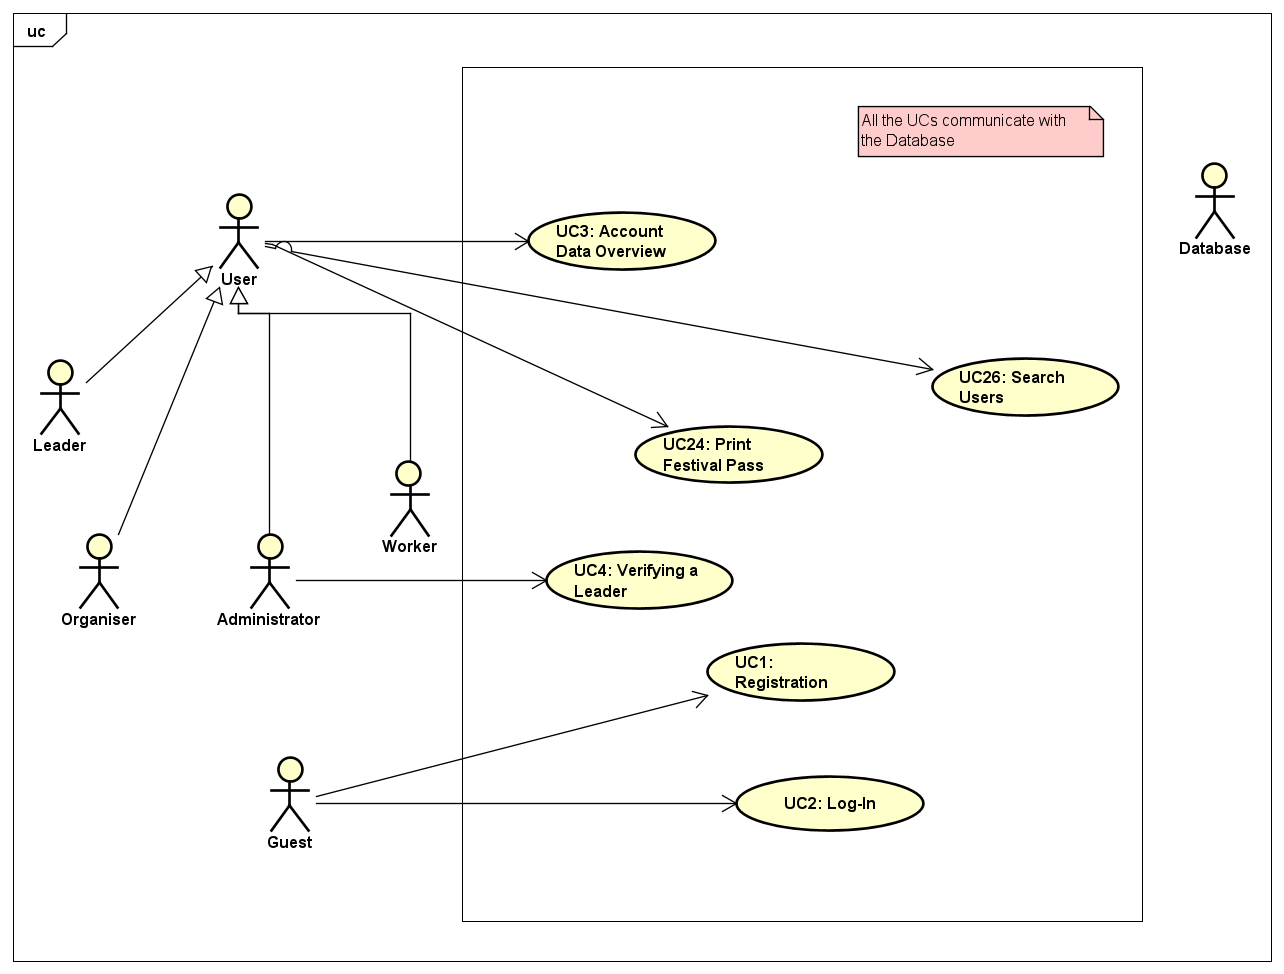 uc
All the UCs communicate with
the Database
Database
User
UC3: Account
Data Overview
UC26: Search
Users
Leader
UC24: Print
Festival Pass
Worker
UC4: Verifying a
Leader
Organiser
Administrator
UC1:
Registration
UC2: Log-In
Guest